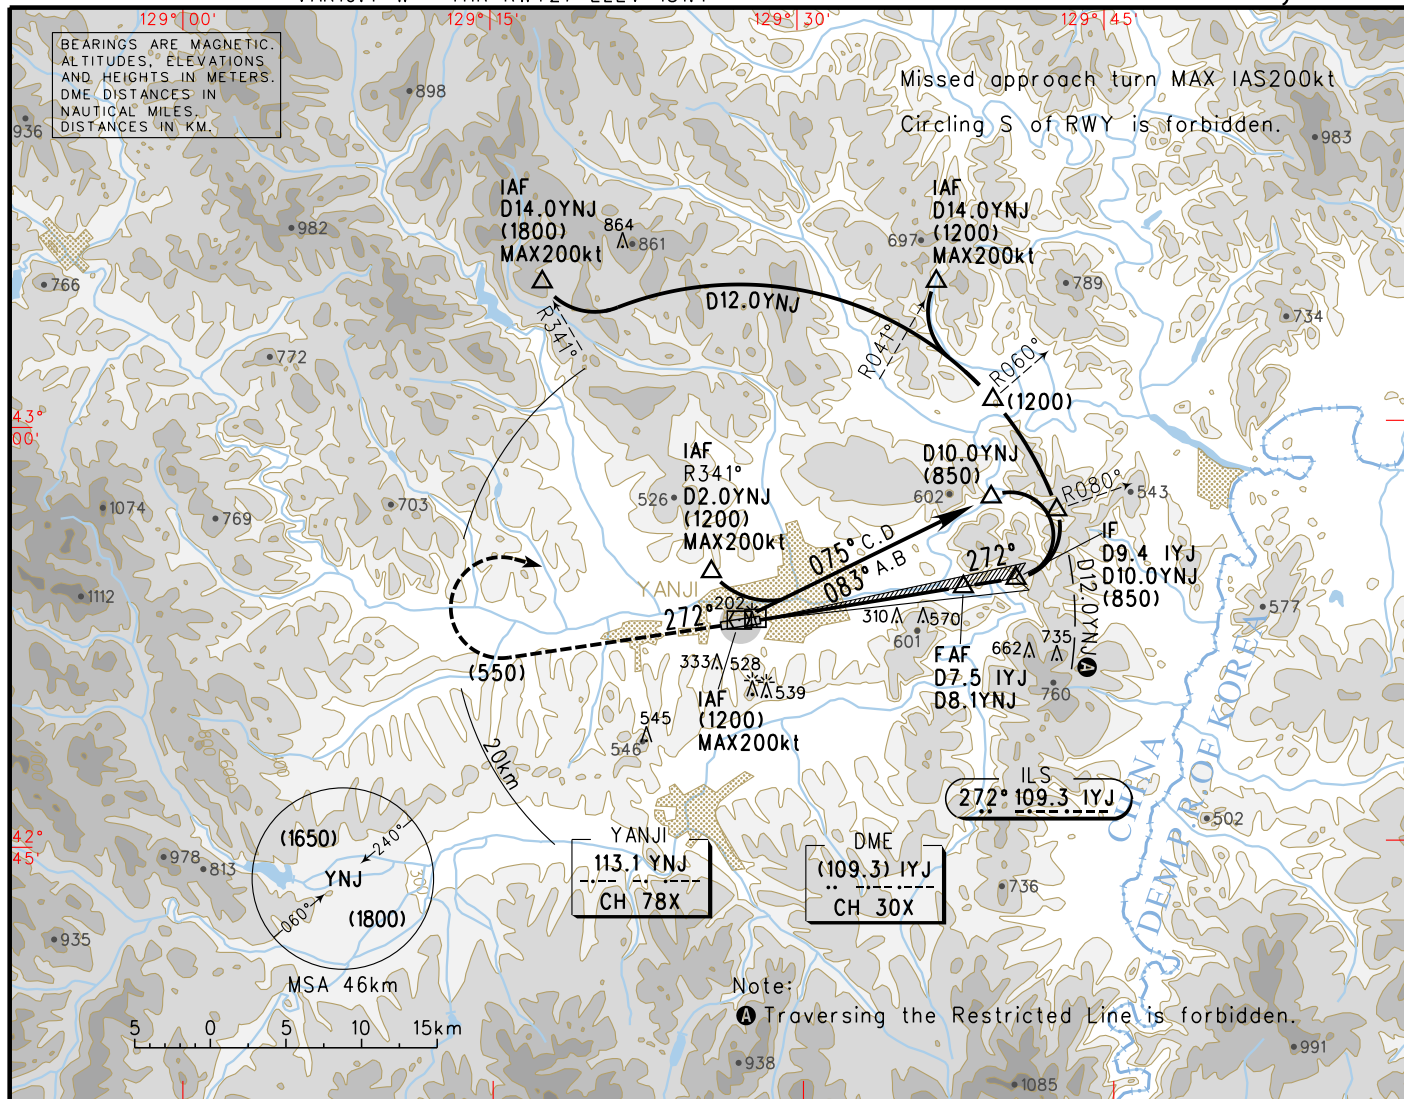 129° 00'
129° 15'
129° 30'
129° 45'
BEARINGS ARE MAGNETIC.
ALTITUDES, ELEVATIONS
AND HEIGHTS IN METERS.
DME DISTANCES IN
NAUTICAL MILES.
DISTANCES IN KM.
Missed approach turn MAX IAS200kt
Circling S of RWY is forbidden.
898
936
983
IAF
D14.0YNJ
(1800)
MAX200kt
864
861
982
766
IAF
D14.0YNJ
(1200)
MAX200kt
697
789
734
D12.0YNJ
R341°
R041°
R060°
(1200)
772
43°
00'
IAF
R341°
D2.0YNJ
(1200)
MAX200kt
526
D10.0YNJ
(850)
602
R080°
543
1074
769
703
075° C.D
083° A.B
272°
IF
D9.4 IYJ
D10.0YNJ
(850)
D12.0YNJ
A
YANJI
202
272°
1112
577
310
570
601
FAF
D7.5 IYJ
D8.1YNJ
662
735
760
(550)
333
528
539
IAF
(1200)
MAX200kt
545
546
20km
800
600
400
300
ILS
272° 109.3 IYJ
CHINA
DEM.P.R.OF KOREA
502
42°
45'
(1650)
240°
YNJ
060°
(1800)
MSA 46km
978
813
935
YANJI
113.1 YNJ
CH 78X
DME
(109.3) IYJ
CH 30X
736
Note:
A Traversing the Restricted Line is forbidden.
5 0 5 10 15km
938
991
1085